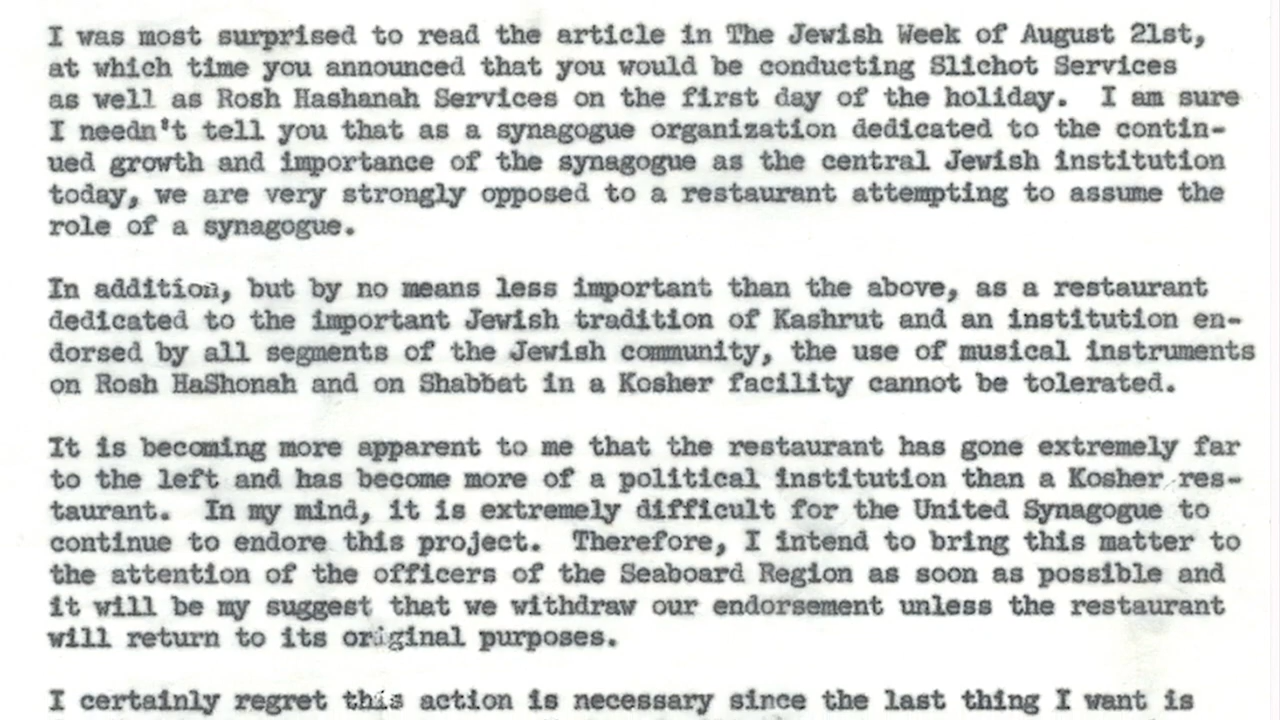 I was most surprised to read the article in The Jewish Week of August 21st,
at which time you announced that you would be conducting Slichot Services
as well as Rosh Hashanah Services on the first day of the holiday.  I am sure
I needn't tell you that as a synagogue organization dedicated to the contin-
ued growth and importance of the synagogue as the central Jewish institution
today, we are very strongly opposed to a restaurant attempting to assume the
role of a synagogue.

In addition, but by no means less important than the above, as a restaurant
dedicated to the important Jewish tradition of Kashrut and an institution en-
dorsed by all segments of the Jewish community, the use of musical instruments
on Rosh HaShonah and on Shabbat in a Kosher facility cannot be tolerated.

It is becoming more apparent to me that the restaurant has gone extremely far
to the left and has become more of a political institution than a Kosher res-
taurant.  In my mind, it is extremely difficult for the United Synagogue to
continue to endore this project.  Therefore, I intend to bring this matter to
the attention of the officers of the Seaboard Region as soon as possible and
it will be my suggest that we withdraw our endorsement unless the restaurant
will return to its original purposes.

I certainly regret this action is necessary since the last thing I want is